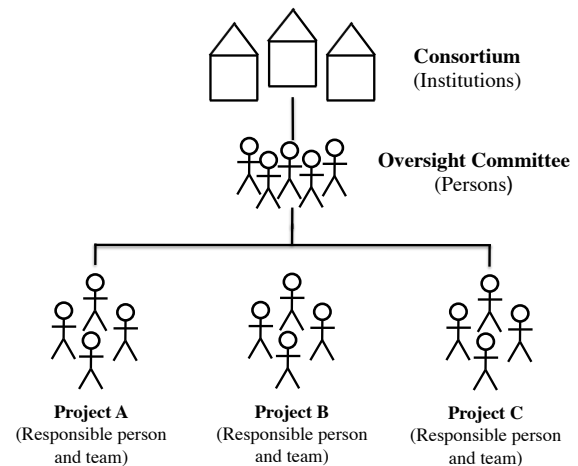 Consortium
(Institutions)
Oversight Committee
(Persons)
Project A
(Responsible person
and team)
Project B
(Responsible person
and team)
Project C
(Responsible person
and team)